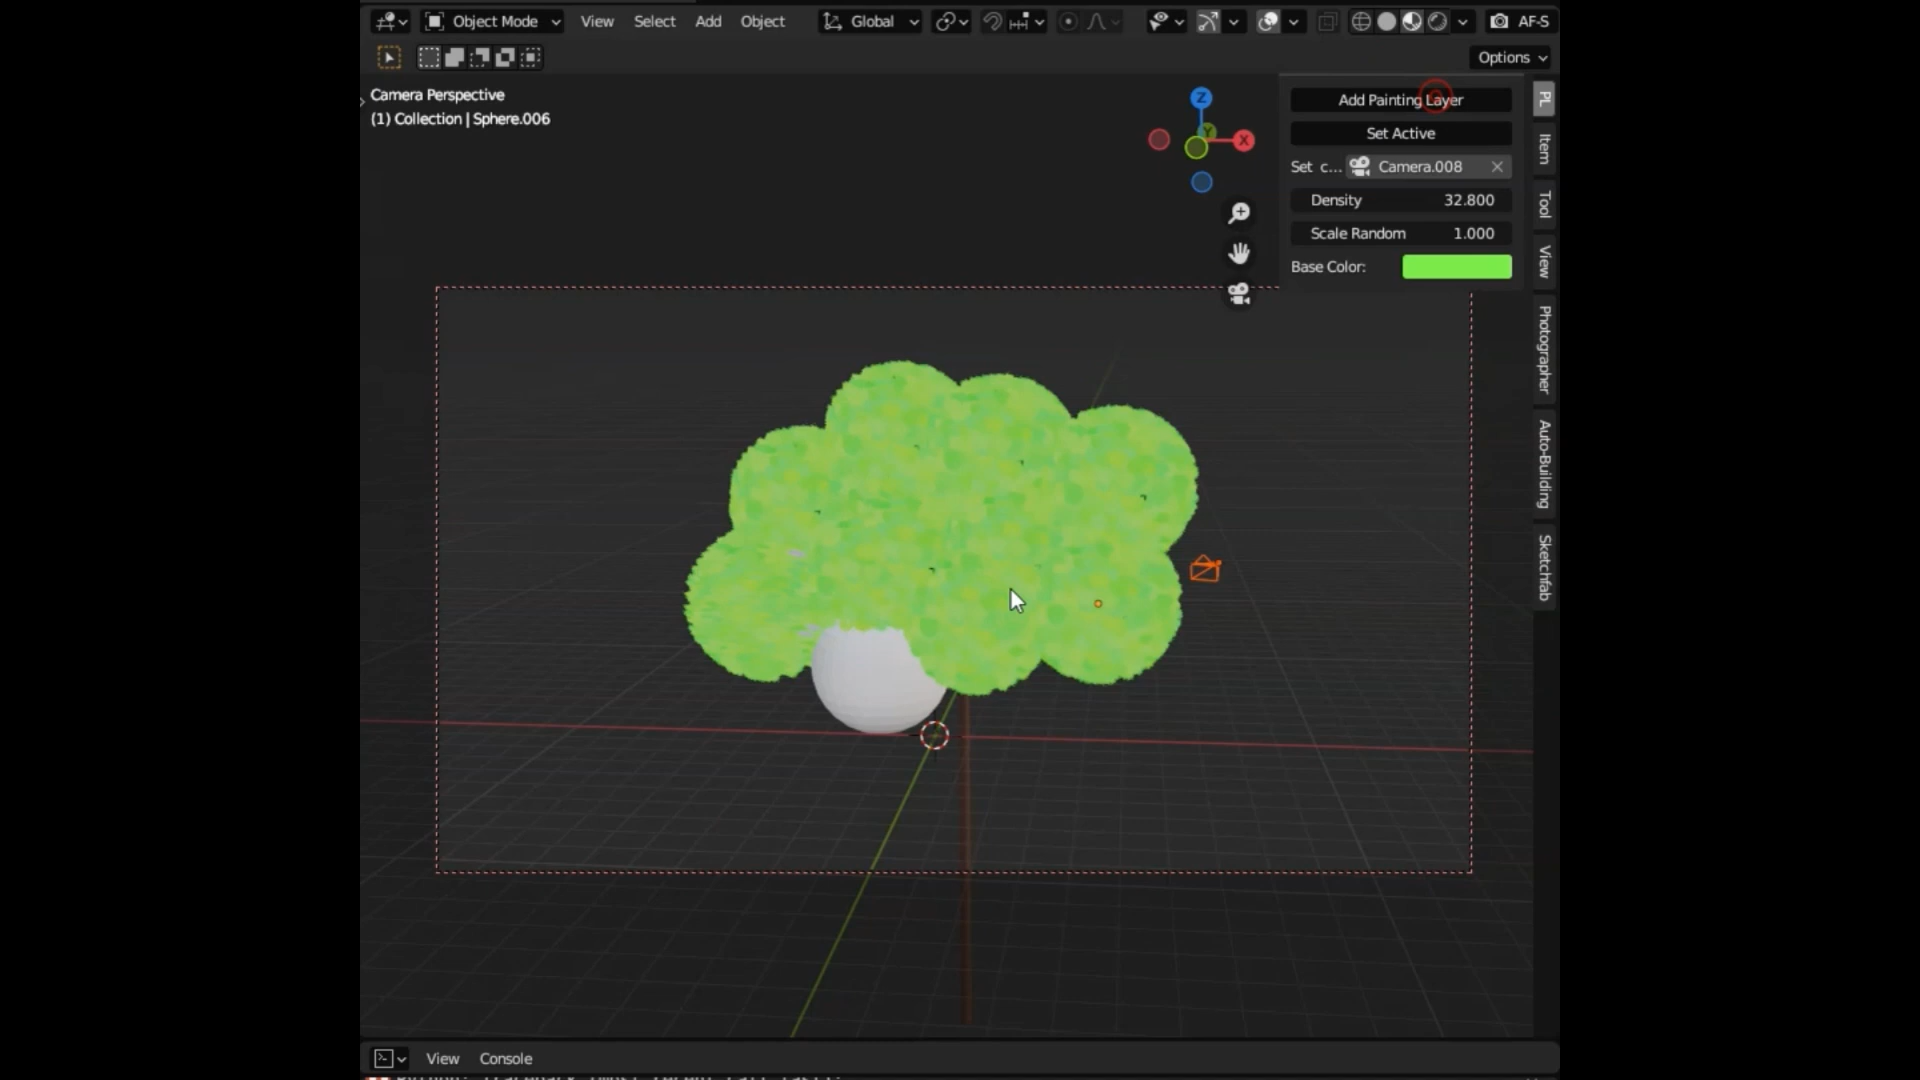 Object Mode View Select Add Object Global AF-S
Options
Camera Perspective
(1) Collection | Sphere.006
Z
Y
X
Add Painting Layer
Set Active
Set c... Camera.008
Density 32.800
Scale Random 1.000
Base Color:
PL
Item
Tool
View
Photographer
Auto-Building
Sketchfab
View Console